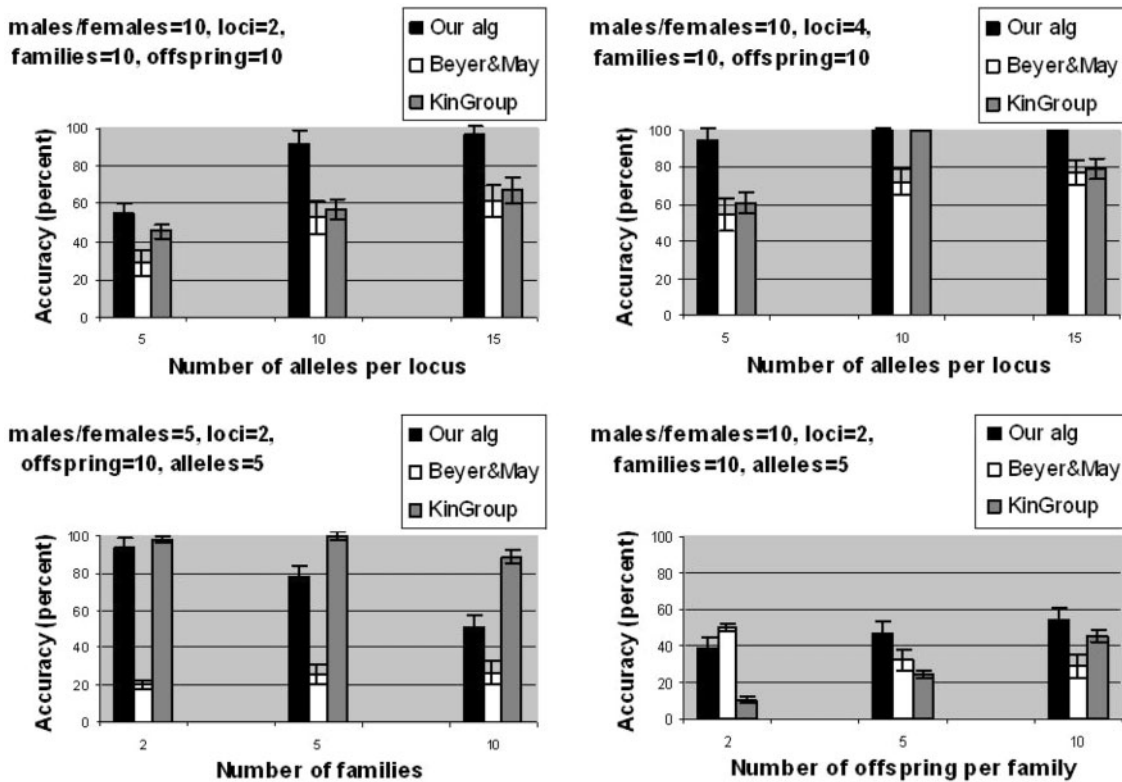 males/females=10, loci=2,
families=10, offspring=10
Our alg
Beyer&May
KinGroup
Accuracy (percent)
100
80
60
40
20
0
5
10
15
Number of alleles per locus
males/females=10, loci=4,
families=10, offspring=10
Our alg
Beyer&May
KinGroup
Accuracy (percent)
100
80
60
40
20
0
5
10
15
Number of alleles per locus
males/females=5, loci=2,
offspring=10, alleles=5
Our alg
Beyer&May
KinGroup
Accuracy (percent)
100
80
60
40
20
0
2
5
10
Number of families
males/females=10, loci=2,
families=10, alleles=5
Our alg
Beyer&May
KinGroup
Accuracy (percent)
100
80
60
40
20
0
2
5
10
Number of offspring per family